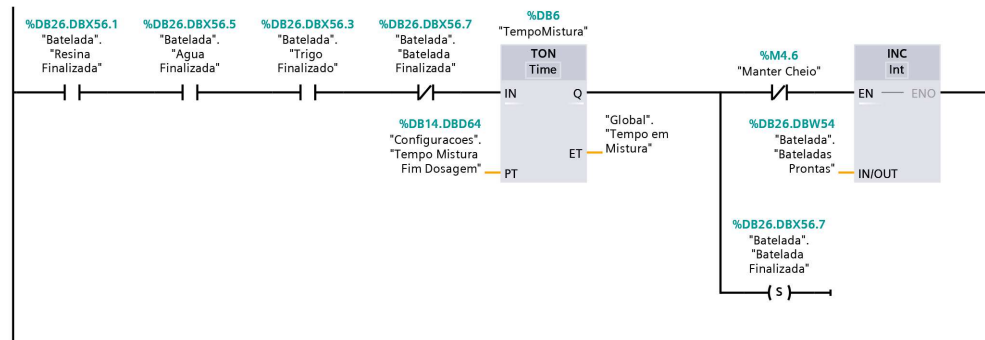 %DB26.DBX56.1
"Batelada".
"Resina
Finalizada"
%DB26.DBX56.5
"Batelada".
"Agua
Finalizada"
%DB26.DBX56.3
"Batelada".
"Trigo
Finalizado"
%DB26.DBX56.7
"Batelada".
"Batelada
Finalizada"
%DB6
"TempoMistura"
TON
Time
IN
Q
%DB14.DBD64
"Configuracoes".
"Tempo Mistura
Fim Dosagem"
PT
ET
"Global".
"Tempo em
Mistura"
%M4.6
"Manter Cheio"
INC
Int
EN
ENO
%DB26.DBW54
"Batelada".
"Bateladas
Prontas"
IN/OUT
%DB26.DBX56.7
"Batelada".
"Batelada
Finalizada"
S